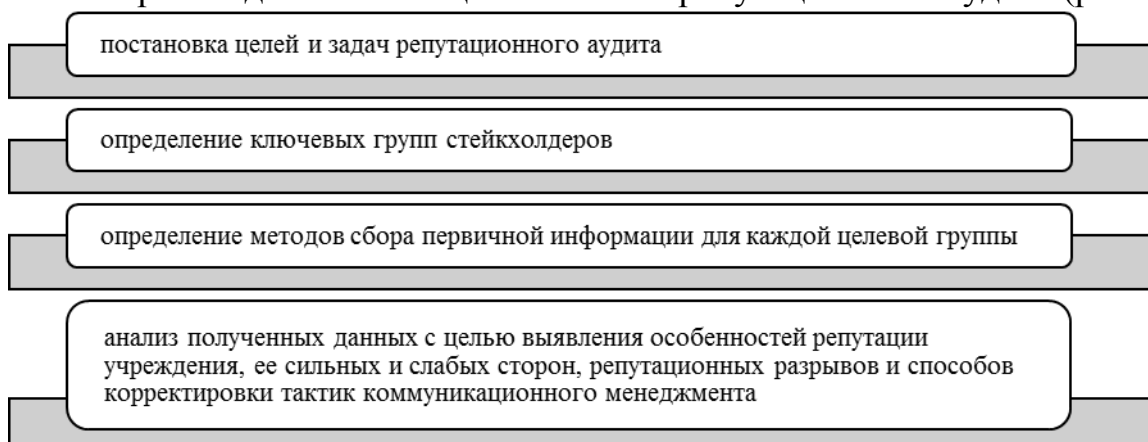 постановка целей и задач репутационного аудита
определение ключевых групп стейкхолдеров
определение методов сбора первичной информации для каждой целевой группы
анализ полученных данных с целью выявления особенностей репутации
учреждения, ее сильных и слабых сторон, репутационных разрывов и способов
корректировки тактик коммуникационного менеджмента